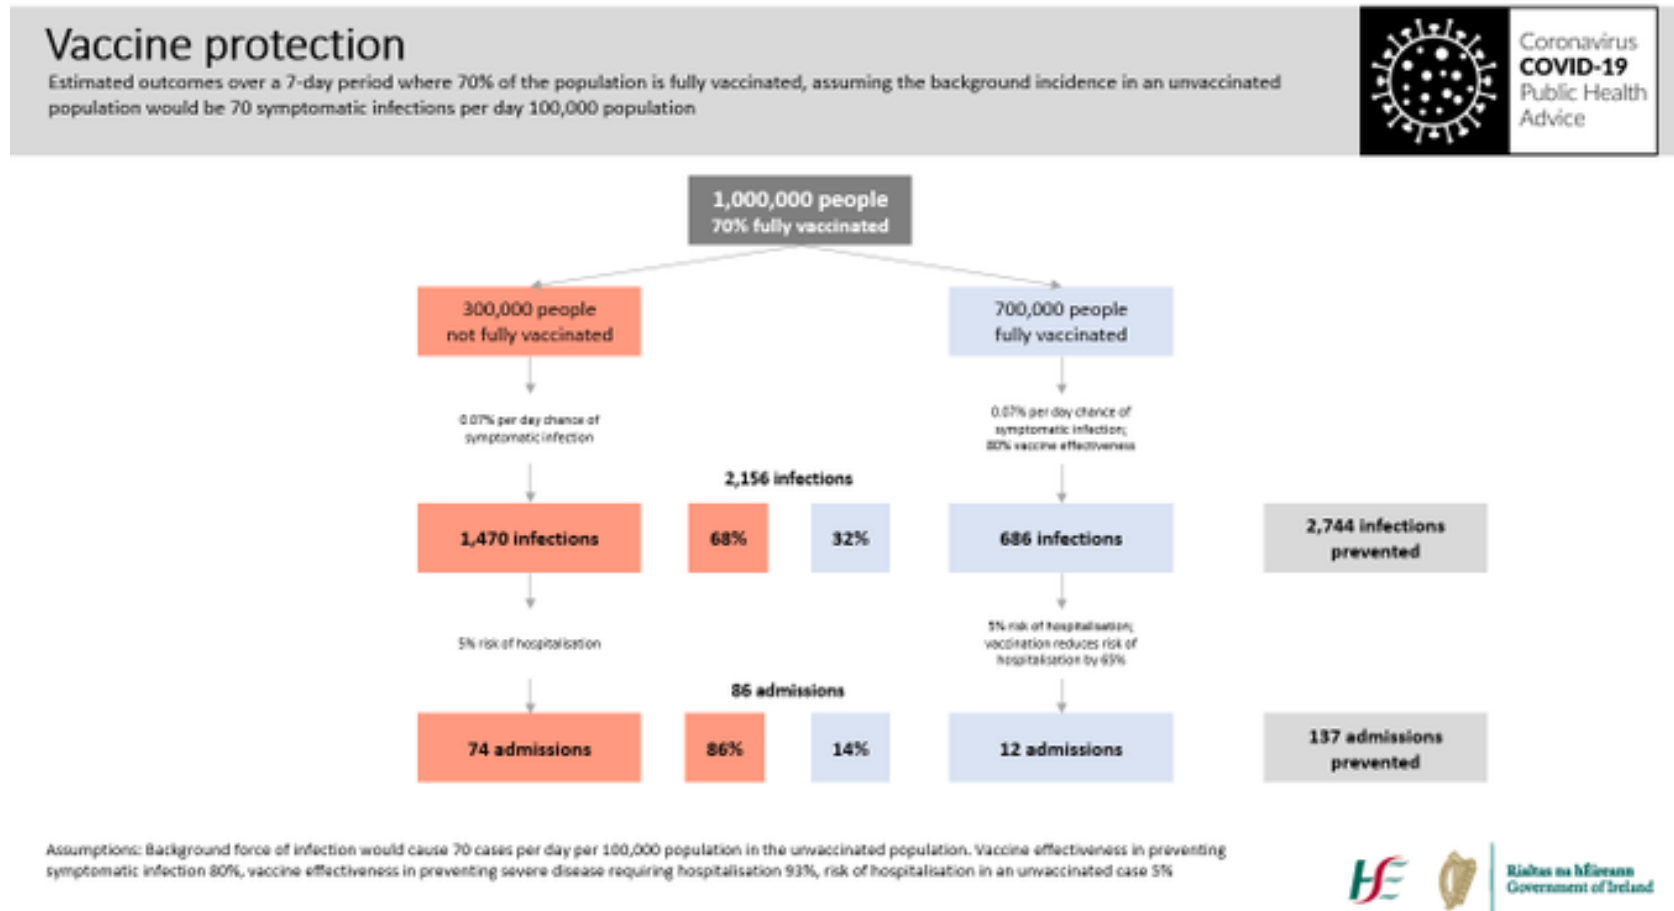 Vaccine protection
Estimated outcomes over a 7-day period where 70% of the population is fully vaccinated, assuming the background incidence in an unvaccinated
population would be 70 symptomatic infections per day 100,000 population
Coronavirus
COVID-19
Public Health
Advice
1,000,000 people
70% fully vaccinated
300,000 people
not fully vaccinated
700,000 people
fully vaccinated
0.07% per day chance of
symptomatic infection
0.07% per day chance of
symptomatic infection;
80% vaccine effectiveness
2,156 infections
1,470 infections
68%
32%
686 infections
2,744 infections
prevented
5% risk of hospitalisation
5% risk of hospitalisation;
vaccination reduces risk of
hospitalisation by 65%
86 admissions
74 admissions
86%
14%
12 admissions
137 admissions
prevented
Assumptions: Background force of infection would cause 70 cases per day per 100,000 population in the unvaccinated population. Vaccine effectiveness in preventing
symptomatic infection 80%, vaccine effectiveness in preventing severe disease requiring hospitalisation 93%, risk of hospitalisation in an unvaccinated case 5%
HSE
Rialtas na hÉireann
Government of Ireland